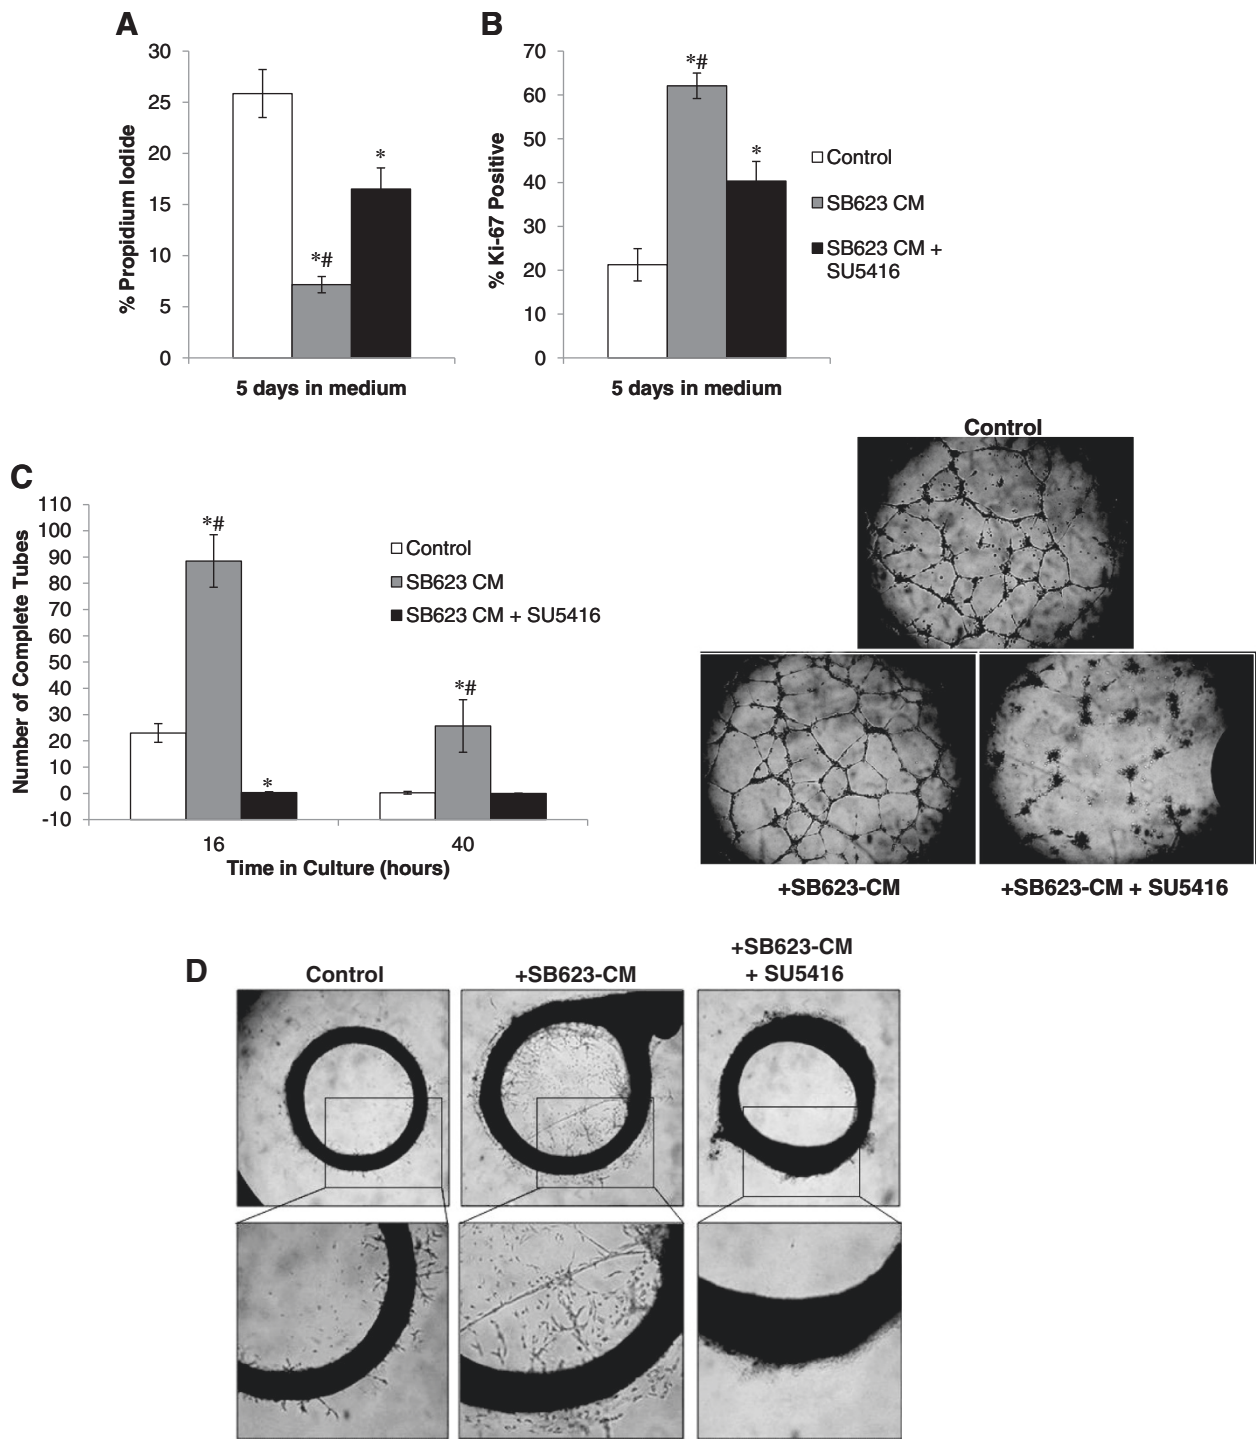 A
30
25
20
15
10
5
0
% Propidium Iodide
*#
*
5 days in medium
B
70
60
50
40
30
20
10
0
% Ki-67 Positive
*#
*
5 days in medium
Control
SB623 CM
SB623 CM +
SU5416
C
110
100
90
80
70
60
50
40
30
20
10
0
-10
Number of Complete Tubes
*#
*
*#
16
40
Time in Culture (hours)
Control
SB623 CM
SB623 CM + SU5416
Control
+SB623-CM
+SB623-CM + SU5416
D
Control
+SB623-CM
+SB623-CM
+ SU5416